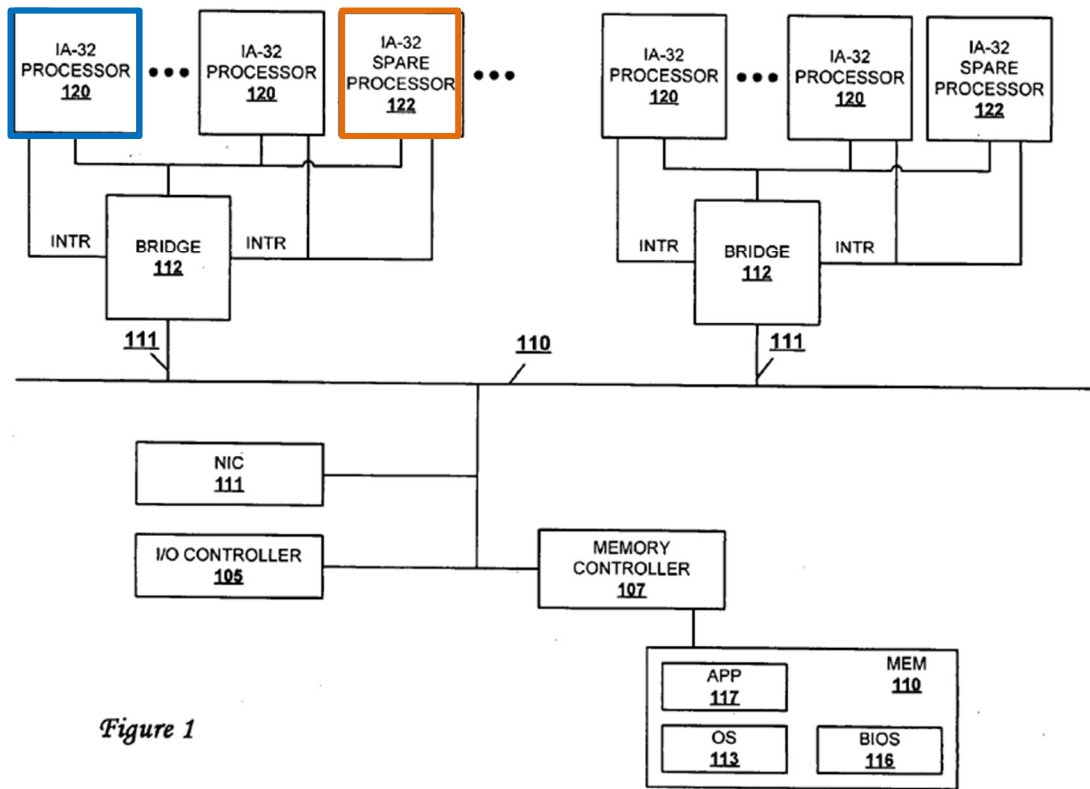 IA-32
PROCESSOR
120
IA-32
PROCESSOR
120
IA-32
SPARE
PROCESSOR
122
IA-32
PROCESSOR
120
IA-32
PROCESSOR
120
IA-32
SPARE
PROCESSOR
122
INTR
BRIDGE
112
INTR
INTR
BRIDGE
112
INTR
111
110
111
NIC
111
I/O CONTROLLER
105
MEMORY
CONTROLLER
107
MEM
110
APP
117
OS
113
BIOS
116
Figure 1